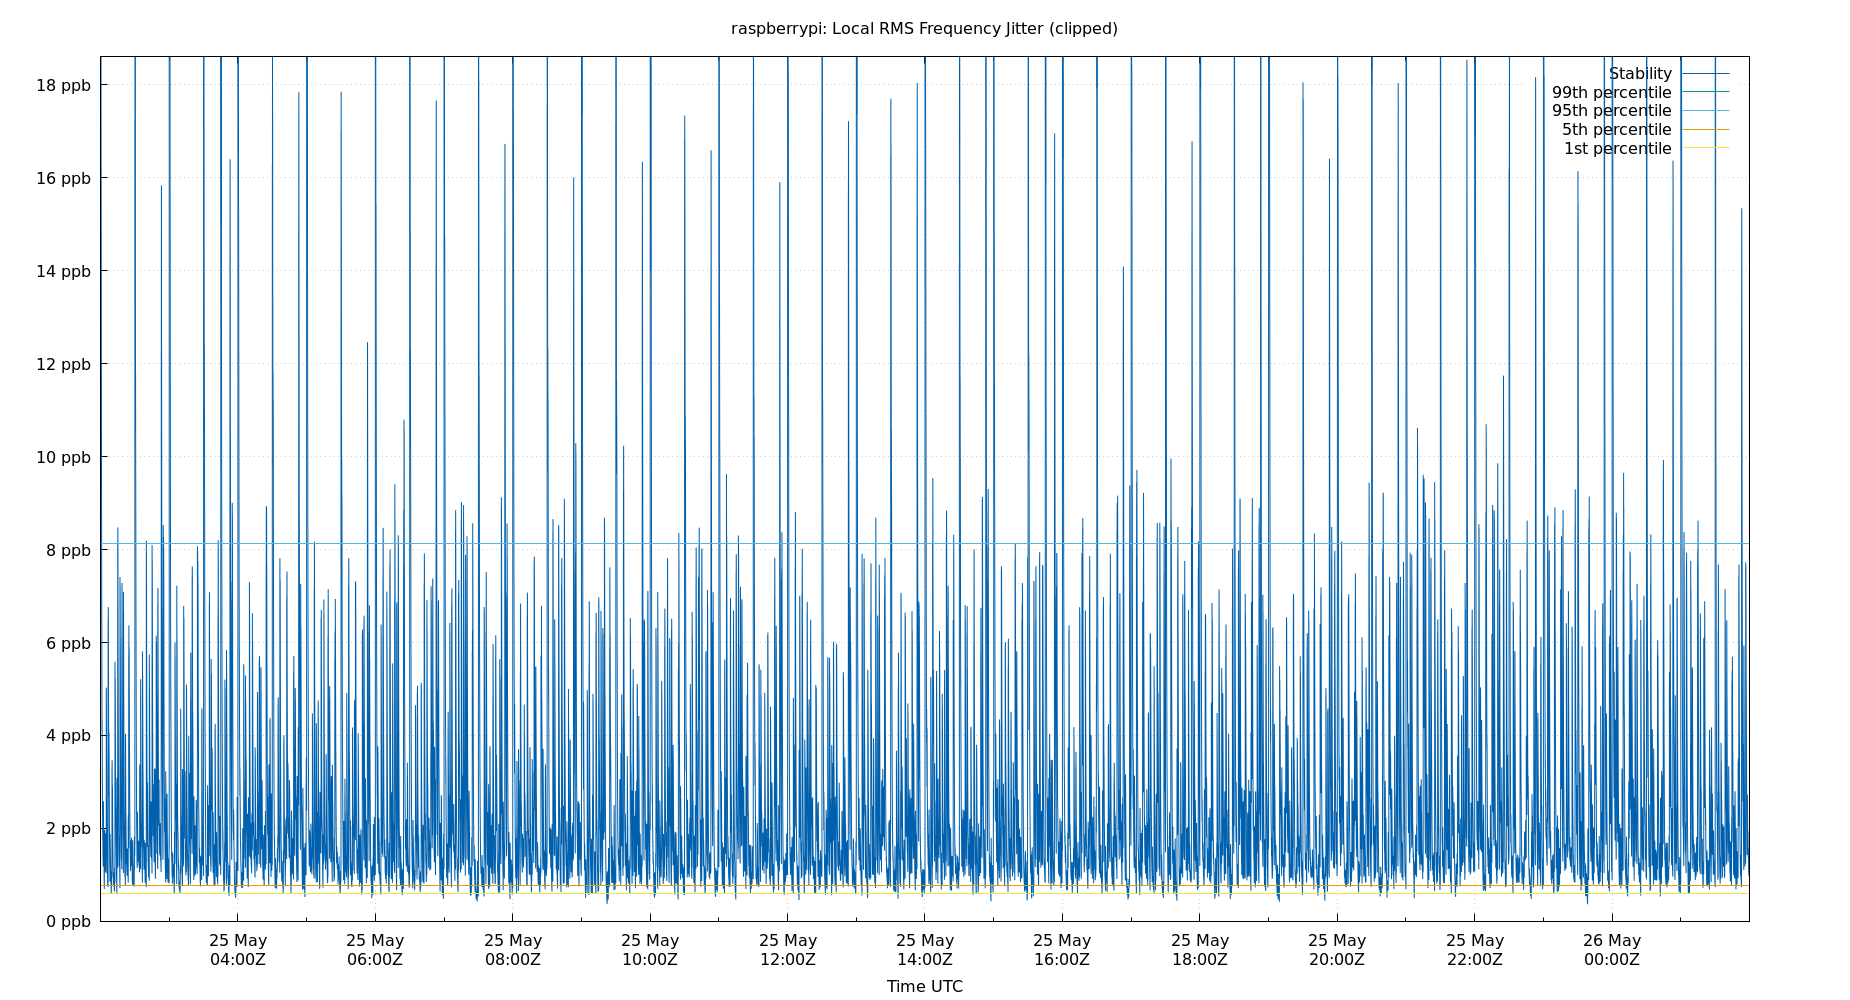 raspberrypi: Local RMS Frequency Jitter (clipped)
Stability
99th percentile
95th percentile
5th percentile
1st percentile
18 ppb
16 ppb
14 ppb
12 ppb
10 ppb
8 ppb
6 ppb
4 ppb
2 ppb
0 ppb
25 May 25 May 25 May 25 May 25 May 25 May 25 May 25 May 25 May 25 May 26 May
04:00Z 06:00Z 08:00Z 10:00Z 12:00Z 14:00Z 16:00Z 18:00Z 20:00Z 22:00Z 00:00Z
Time UTC